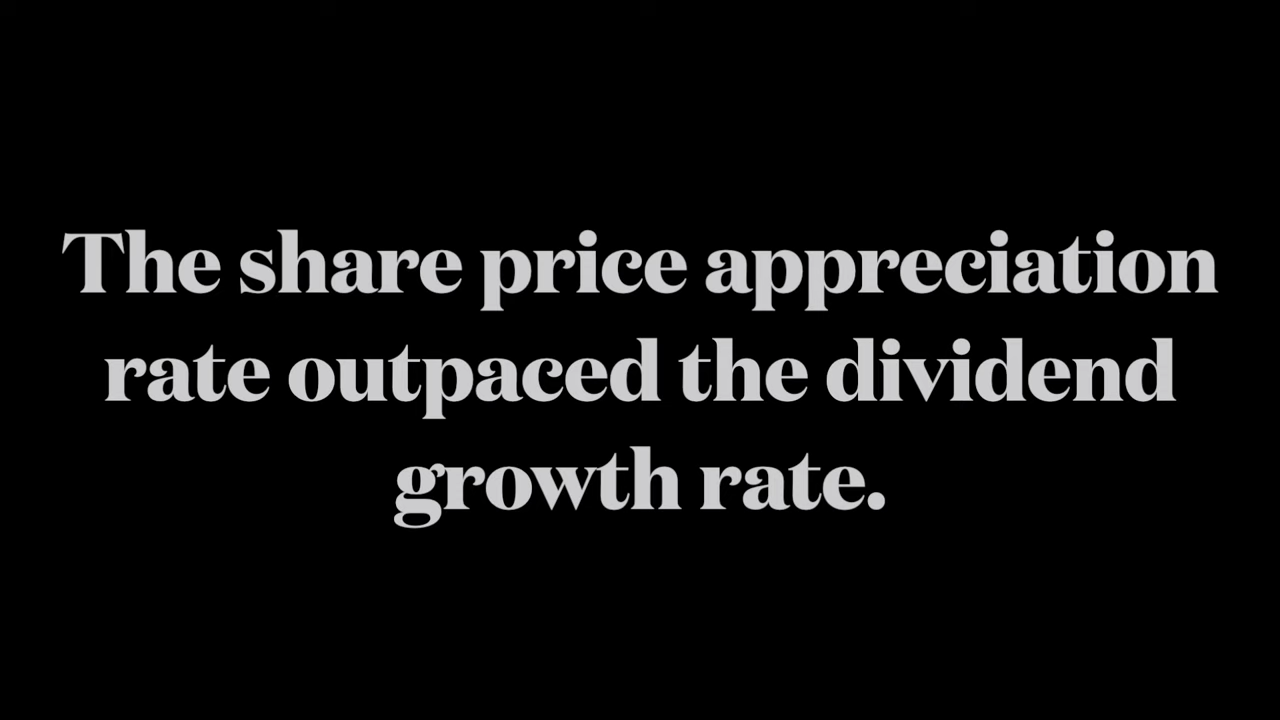 The share price appreciation
rate outpaced the dividend
growth rate.